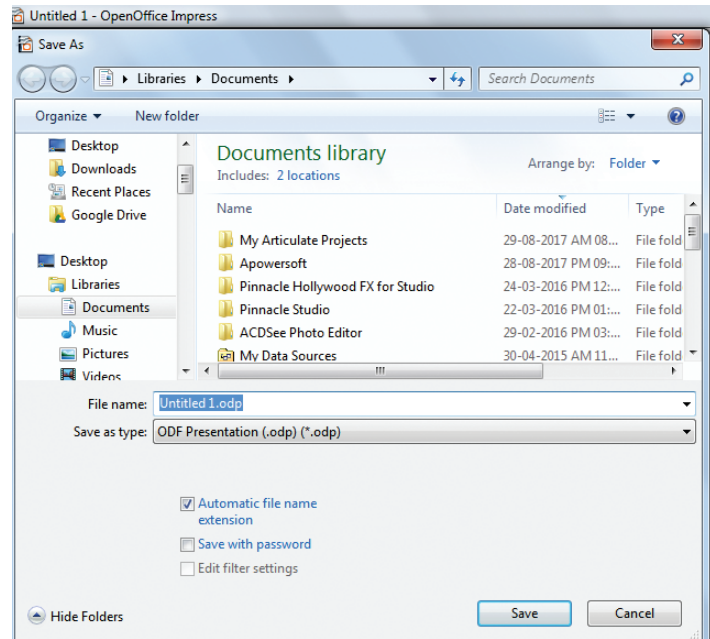 Untitled 1 - OpenOffice Impress
Save As
Libraries Documents
Search Documents
Organize New folder
Desktop
Downloads
Recent Places
Google Drive
Desktop
Libraries
Documents
Music
Pictures
Videos
Documents library
Includes: 2 locations
Arrange by: Folder
Name Date modified Type
My Articulate Projects 29-08-2017 AM 08... File fold
Apowersoft 28-08-2017 PM 09:... File fold
Pinnacle Hollywood FX for Studio 24-03-2016 PM 12:... File fold
Pinnacle Studio 22-03-2016 PM 01:... File fold
ACDSee Photo Editor 29-02-2016 PM 03:... File fold
My Data Sources 30-04-2015 AM 11... File fold
File name: Untitled 1.odp
Save as type: ODF Presentation (.odp) (*.odp)
Automatic file name
extension
Save with password
Edit filter settings
Hide Folders
Save
Cancel